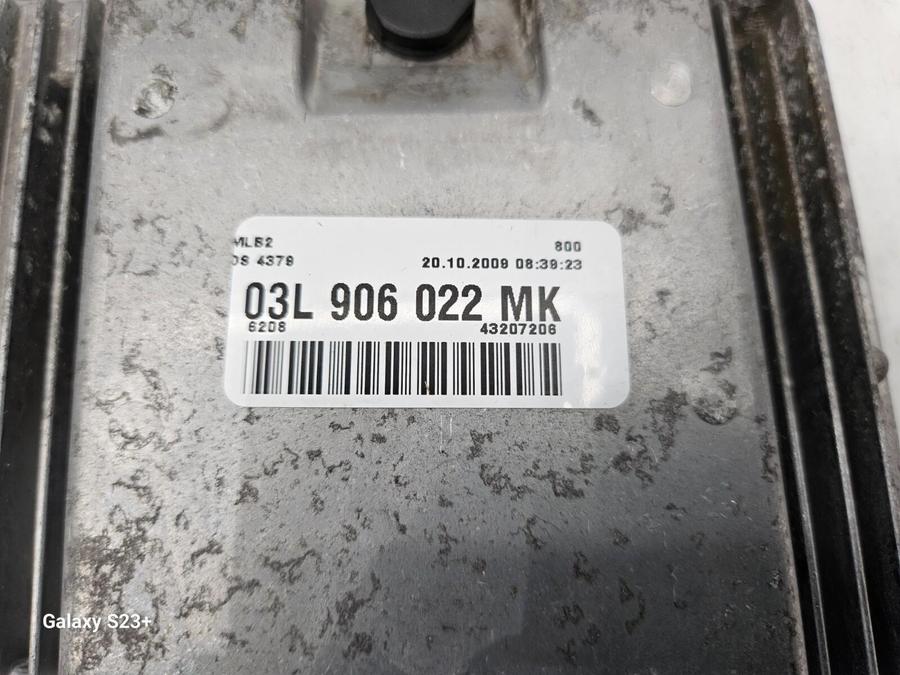 MLB2 800
DS 4379 20.10.2009 08:39:23
03L 906 022 MK
6208 43207206
Galaxy S23+